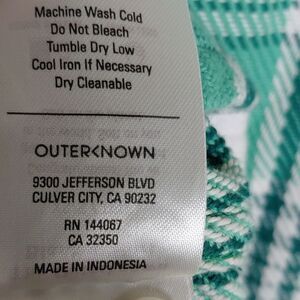 Machine Wash Cold
Do Not Bleach
Tumble Dry Low
Cool Iron If Necessary
Dry Cleanable
OUTERKNOWN
9300 JEFFERSON BLVD
CULVER CITY, CA 90232
RN 144067
CA 32350
MADE IN INDONESIA